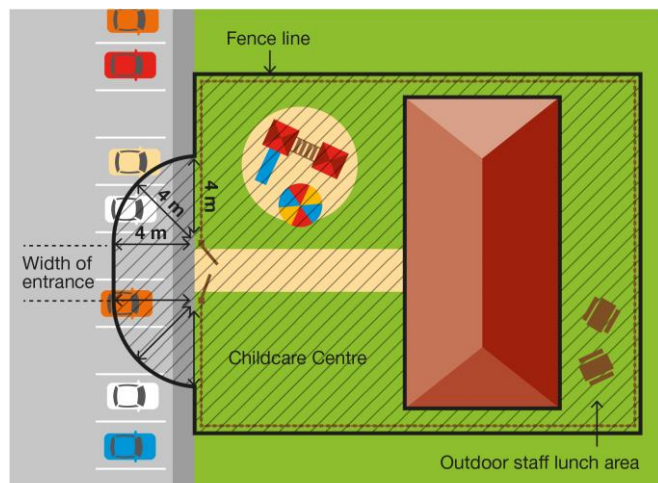 Fence line
4 m
4 m
4 m
Width of
entrance
Childcare Centre
Outdoor staff lunch area